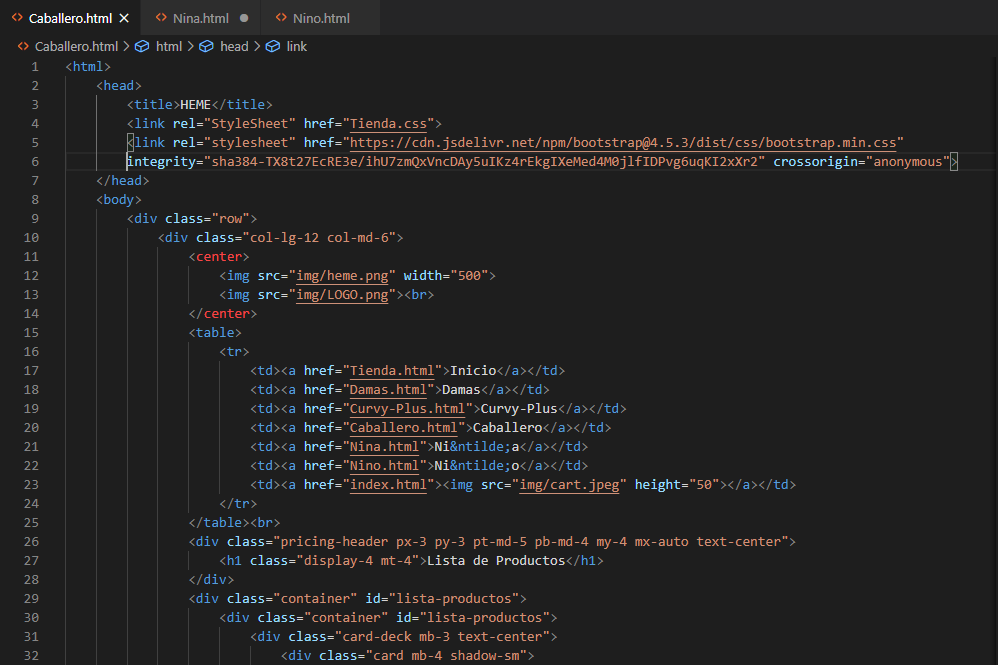 Caballero.html Nina.html Nino.html
Caballero.html > html > head > link
1 <html>
2 <head>
3 <title>HEME</title>
4 <link rel="StyleSheet" href="Tienda.css">
5 <link rel="stylesheet" href="https://cdn.jsdelivr.net/npm/bootstrap@4.5.3/dist/css/bootstrap.min.css"
6 integrity="sha384-TX8t27EcRE3e/ihU7zmQxVncDAy5uIKz4rEkgIXeMed4M0jlfIDPvg6uqKI2xXr2" crossorigin="anonymous">
7 </head>
8 <body>
9 <div class="row">
10 <div class="col-lg-12 col-md-6">
11 <center>
12 <img src="img/heme.png" width="500">
13 <img src="img/LOGO.png"><br>
14 </center>
15 <table>
16 <tr>
17 <td><a href="Tienda.html">Inicio</a></td>
18 <td><a href="Damas.html">Damas</a></td>
19 <td><a href="Curvy-Plus.html">Curvy-Plus</a></td>
20 <td><a href="Caballero.html">Caballero</a></td>
21 <td><a href="Nina.html">Ni&ntilde;a</a></td>
22 <td><a href="Nino.html">Ni&ntilde;o</a></td>
23 <td><a href="index.html"><img src="img/cart.jpeg" height="50"></a></td>
24 </tr>
25 </table><br>
26 <div class="pricing-header px-3 py-3 pt-md-5 pb-md-4 my-4 mx-auto text-center">
27 <h1 class="display-4 mt-4">Lista de Productos</h1>
28 </div>
29 <div class="container" id="lista-productos">
30 <div class="container" id="lista-productos">
31 <div class="card-deck mb-3 text-center">
32 <div class="card mb-4 shadow-sm">